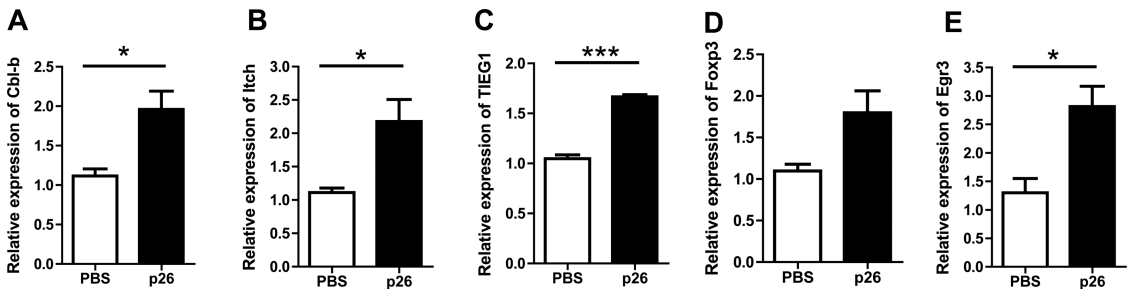 A
Relative expression of Cbl-b
*
2.5
2.0
1.5
1.0
0.5
0.0
PBS p26
B
Relative expression of Itch
*
3.0
2.5
2.0
1.5
1.0
0.5
0.0
PBS p26
C
Relative expression of TIEG1
***
2.0
1.5
1.0
0.5
0.0
PBS p26
D
Relative expression of Foxp3
2.5
2.0
1.5
1.0
0.5
0.0
PBS p26
E
Relative expression of Egr3
*
3.5
3.0
2.5
2.0
1.5
1.0
0.5
0.0
PBS p26